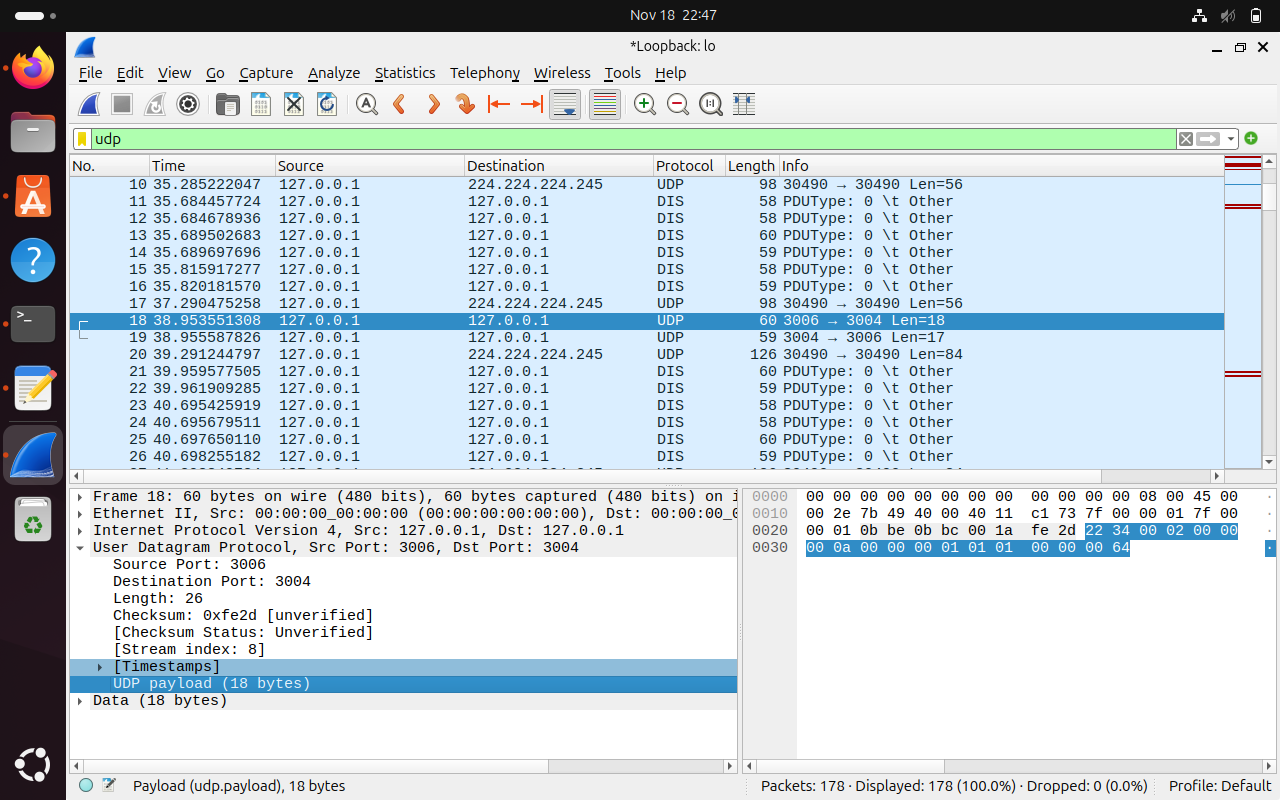 Nov 18 22:47
*Loopback: lo
File Edit View Go Capture Analyze Statistics Telephony Wireless Tools Help
udp
No. Time Source Destination Protocol Length Info
10 35.285222047 127.0.0.1 224.224.224.245 UDP 98 30490 → 30490 Len=56
11 35.684457724 127.0.0.1 127.0.0.1 DIS 58 PDUType: 0 \t Other
12 35.684678936 127.0.0.1 127.0.0.1 DIS 58 PDUType: 0 \t Other
13 35.689502683 127.0.0.1 127.0.0.1 DIS 60 PDUType: 0 \t Other
14 35.689697696 127.0.0.1 127.0.0.1 DIS 59 PDUType: 0 \t Other
15 35.815917277 127.0.0.1 127.0.0.1 DIS 58 PDUType: 0 \t Other
16 35.820181570 127.0.0.1 127.0.0.1 DIS 59 PDUType: 0 \t Other
17 37.290475258 127.0.0.1 224.224.224.245 UDP 98 30490 → 30490 Len=56
18 38.953551308 127.0.0.1 127.0.0.1 UDP 60 3006 → 3004 Len=18
19 38.955587826 127.0.0.1 127.0.0.1 UDP 59 3004 → 3006 Len=17
20 39.291244797 127.0.0.1 224.224.224.245 UDP 126 30490 → 30490 Len=84
21 39.959577505 127.0.0.1 127.0.0.1 DIS 60 PDUType: 0 \t Other
22 39.961909285 127.0.0.1 127.0.0.1 DIS 59 PDUType: 0 \t Other
23 40.695425919 127.0.0.1 127.0.0.1 DIS 58 PDUType: 0 \t Other
24 40.695679511 127.0.0.1 127.0.0.1 DIS 58 PDUType: 0 \t Other
25 40.697650110 127.0.0.1 127.0.0.1 DIS 60 PDUType: 0 \t Other
26 40.698255182 127.0.0.1 127.0.0.1 DIS 59 PDUType: 0 \t Other
Frame 18: 60 bytes on wire (480 bits), 60 bytes captured (480 bits) on i
Ethernet II, Src: 00:00:00_00:00:00 (00:00:00:00:00:00), Dst: 00:00:00_0
Internet Protocol Version 4, Src: 127.0.0.1, Dst: 127.0.0.1
User Datagram Protocol, Src Port: 3006, Dst Port: 3004
Source Port: 3006
Destination Port: 3004
Length: 26
Checksum: 0xfe2d [unverified]
[Checksum Status: Unverified]
[Stream index: 8]
[Timestamps]
UDP payload (18 bytes)
Data (18 bytes)
0000 00 00 00 00 00 00 00 00 00 00 00 00 08 00 45 00
0010 00 2e 7b 49 40 00 40 11 c1 73 7f 00 00 01 7f 00
0020 00 01 0b be 0b bc 00 1a fe 2d 22 34 00 02 00 00
0030 00 0a 00 00 00 01 01 01 00 00 00 64
Payload (udp.payload), 18 bytes
Packets: 178 · Displayed: 178 (100.0%) · Dropped: 0 (0.0%)
Profile: Default